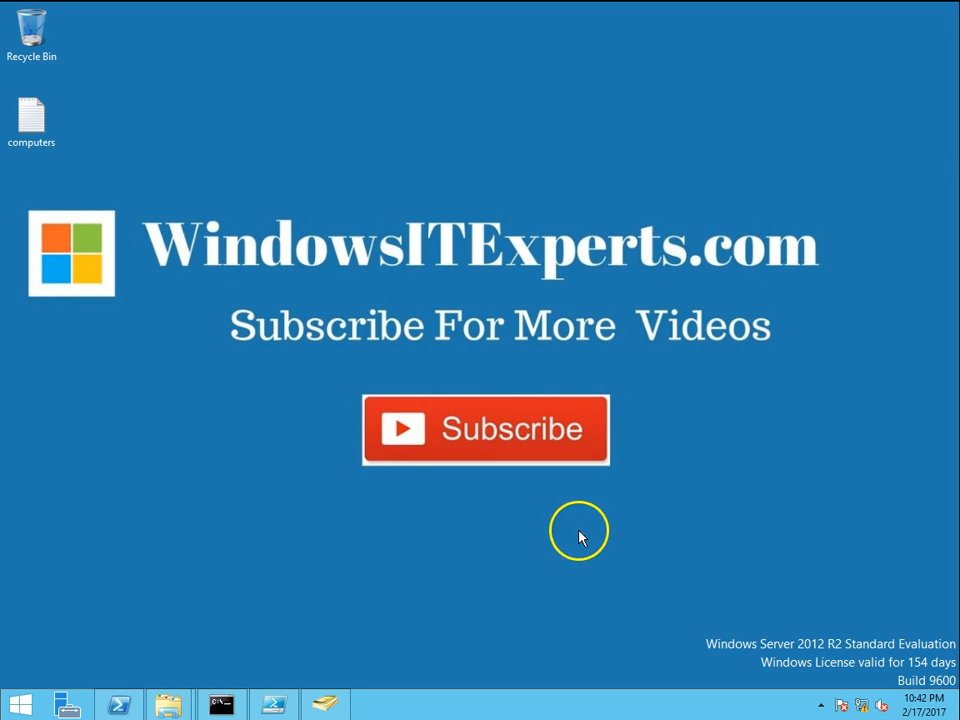 Recycle Bin
computers
WindowsITExperts.com
Subscribe For More Videos
Subscribe
Windows Server 2012 R2 Standard Evaluation
Windows License valid for 154 days
Build 9600
C:\_
10:42 PM
2/17/2017